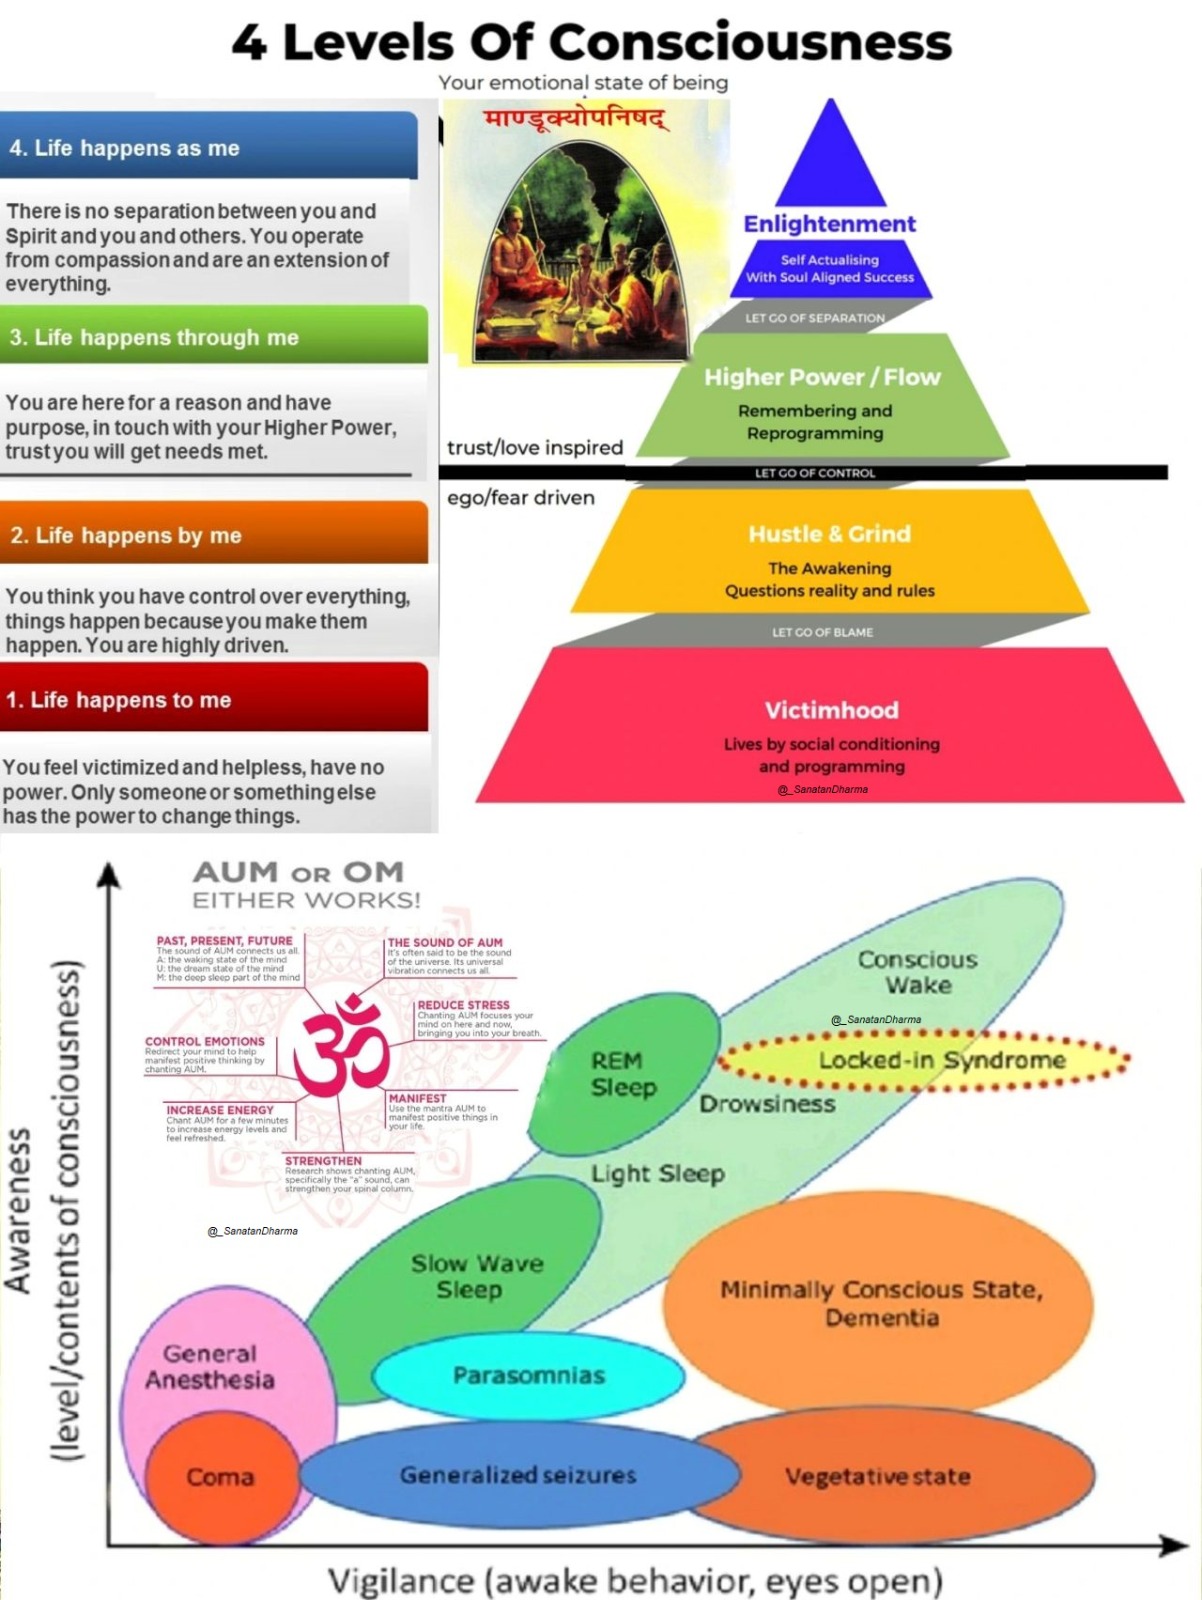 4 Levels Of Consciousness
Your emotional state of being
4. Life happens as me
There is no separation between you and
Spirit and you and others. You operate
from compassion and are an extension of
everything.
3. Life happens through me
You are here for a reason and have
purpose, in touch with your Higher Power,
trust you will get needs met.
2. Life happens by me
You think you have control over everything,
things happen because you make them
happen. You are highly driven.
1. Life happens to me
You feel victimized and helpless, have no
power. Only someone or something else
has the power to change things.
माण्डूक्योपनिषद्
Enlightenment
Self Actualising
With Soul Aligned Success
LET GO OF SEPARATION
Higher Power / Flow
Remembering and
Reprogramming
trust/love inspired
LET GO OF CONTROL
ego/fear driven
Hustle & Grind
The Awakening
Questions reality and rules
LET GO OF BLAME
Victimhood
Lives by social conditioning
and programming
@_SanatanDharma
AUM OR OM
EITHER WORKS!
PAST, PRESENT, FUTURE
The sound of AUM connects us all.
A: the waking state of the mind
U: the dream state of the mind
M: the deep sleep part of the mind
THE SOUND OF AUM
It's often said to be the sound
of the universe. Its universal
vibration connects us all.
REDUCE STRESS
Chanting AUM focuses your
mind on here and now,
bringing you into your breath.
CONTROL EMOTIONS
Redirect your mind to help
manifest positive thinking by
chanting AUM.
ॐ
MANIFEST
Use the mantra AUM to
manifest positive things in
your life.
INCREASE ENERGY
Chant AUM for a few minutes
to increase energy levels and
feel refreshed.
STRENGTHEN
Research shows chanting AUM,
specifically the "a" sound, can
strengthen your spinal column.
@_SanatanDharma
Awareness
(level/contents of consciousness)
Conscious
Wake
@_SanatanDharma
REM
Sleep
Locked-in Syndrome
Drowsiness
Light Sleep
Slow Wave
Sleep
Minimally Conscious State,
Dementia
General
Anesthesia
Parasomnias
Coma
Generalized seizures
Vegetative state
Vigilance (awake behavior, eyes open)